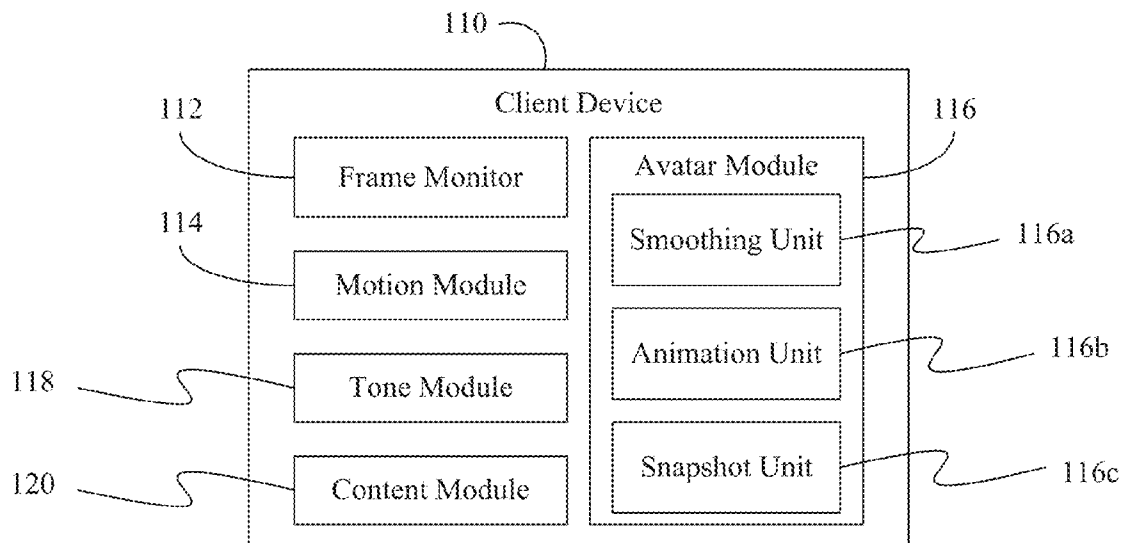 110
Client Device
112
116
Frame Monitor
Avatar Module
114
Smoothing Unit
116a
Motion Module
Animation Unit
116b
118
Tone Module
Snapshot Unit
116c
120
Content Module